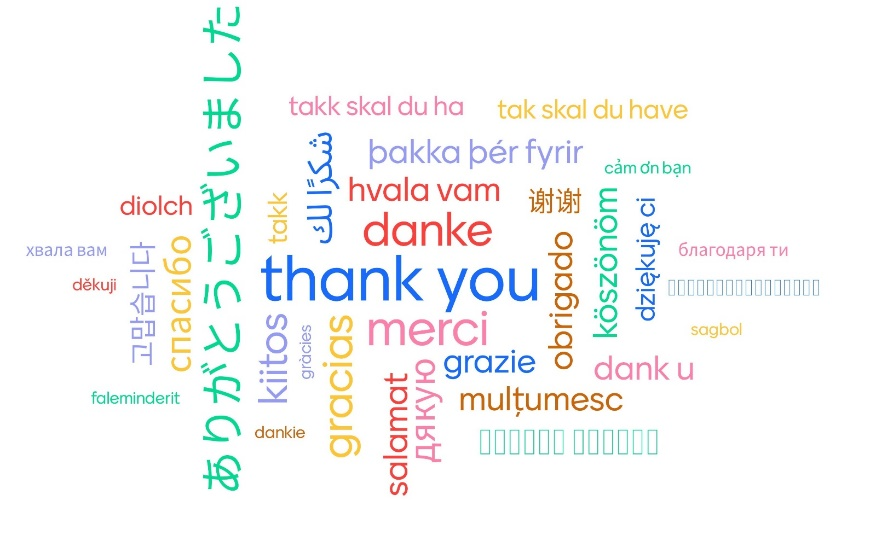 ありがとうございました
takk skal du ha
tak skal du have
شكرًا لك
þakka þér fyrir
cảm ơn bạn
hvala vam
谢谢
diolch
takk
danke
köszönöm
dziękuję ci
хвала вам
고맙습니다
спасибо
obrigado
благодаря ти
děkuji
thank you
kiitos
gràcies
gracias
merci
sagbol
grazie
dank u
faleminderit
salamat
дякую
mulțumesc
dankie